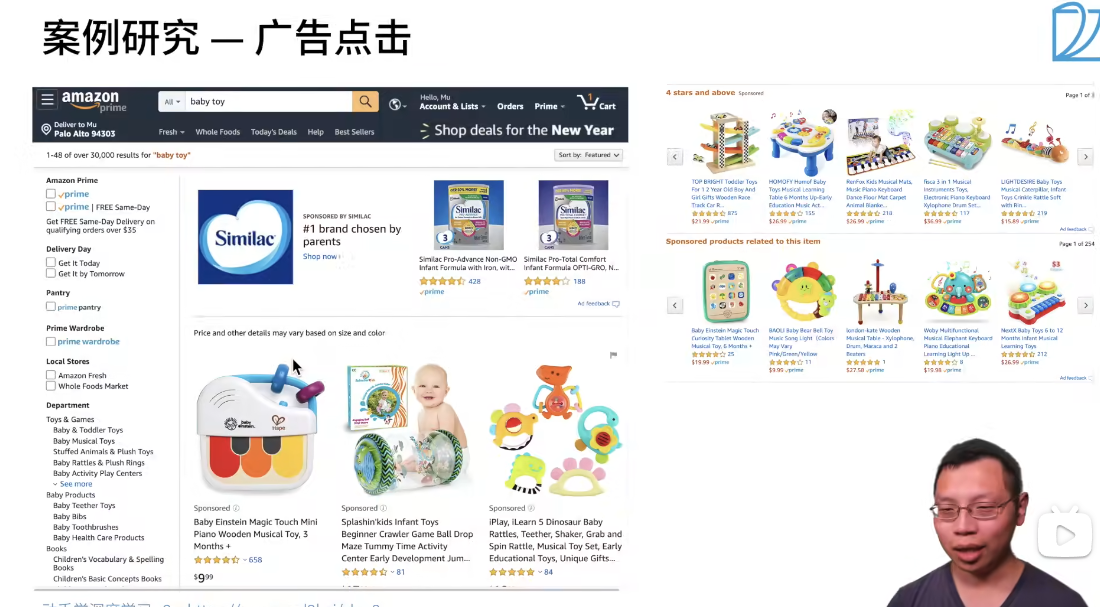 案例研究 — 广告点击
amazon
prime
All
baby toy
Hello, Mu
Account & Lists
Orders
Prime
1
Cart
Deliver to Mu
Palo Alto 94303
Fresh
Whole Foods
Today's Deals
Help
Best Sellers
Shop deals for the New Year
1-48 of over 30,000 results for "baby toy"
Sort by: Featured
Amazon Prime
prime
prime | FREE Same-Day
Get FREE Same-Day Delivery on
qualifying orders over $35
Delivery Day
Get It Today
Get It by Tomorrow
Pantry
prime pantry
Prime Wardrobe
prime wardrobe
Local Stores
Amazon Fresh
Whole Foods Market
Department
Toys & Games
Baby & Toddler Toys
Baby Musical Toys
Stuffed Animals & Plush Toys
Baby Rattles & Plush Rings
Baby Activity Play Centers
See more
Baby Products
Baby Teether Toys
Baby Bibs
Baby Toothbrushes
Baby Health Care Products
Books
Children's Vocabulary & Spelling
Books
Children's Basic Concepts Books
Similac
SPONSORED BY SIMILAC
#1 brand chosen by
parents
Shop now
Similac
3
Similac Pro-Advance Non-GMO
Infant Formula with Iron, wit...
428
prime
Similac
3
Similac Pro-Total Comfort
Infant Formula OPTI-GRO, N...
188
prime
Ad feedback
Price and other details may vary based on size and color
baby einstein
Hape
Sponsored
Baby Einstein Magic Touch Mini
Piano Wooden Musical Toy, 3
Months +
658
$9.99
Sponsored
Splashin'kids Infant Toys
Beginner Crawler Game Ball Drop
Maze Tummy Time Activity
Center Early Development Jum...
81
Sponsored
iPlay, iLearn 5 Dinosaur Baby
Rattles, Teether, Shaker, Grab and
Spin Rattle, Musical Toy Set, Early
Educational Toys, Unique Gifts...
84
4 stars and above Sponsored
Page 1 of
TOP BRIGHT Toddler Toys
For 1 2 Year Old Boy And
Girl Gifts Wooden Race
Track Car R...
875
$21.99 prime
HOMOFY
Toys Musical Learning
Table 6 Months Up-Early
Education Music Act...
155
$26.99 prime
RenFox Kids Musical Mats,
Music Piano Keyboard
Dance Floor Mat Carpet
Animal Blanke...
210
$26.99 prime
3 in 1 Musical
Instruments Toys,
Electronic Piano Keyboard
Xylophone Drum Set...
117
$36.99 prime
LIGHTDESIRE Baby Toys
Musical Caterpillar, Infant
Toys Crinkle Rattle Soft
with Rin...
219
$15.89 prime
Ad feedback
Sponsored products related to this item
Page 1 of 254
Baby Einstein Magic Touch
Curiosity Tablet Wooden
Musical Toy, 6 Months +
25
$19.99 prime
BAOLI Baby Bear Bell Toy
Music Song Light (Colors
May Vary
Pink/Green/Yellow)
11
$9.99 prime
london-kate Wooden
Musical Table - Xylophone,
Drum, Maraca and 2
Beaters
1
$27.50 prime
Woby Multifunctional
Musical Elephant Keyboard
Piano Educational
Learning Light Up ...
8
$19.98 prime
$3
NextX Baby Toys 6 to 12
Months Infant Musical
Learning Toys
212
$26.99 prime
Ad feedback